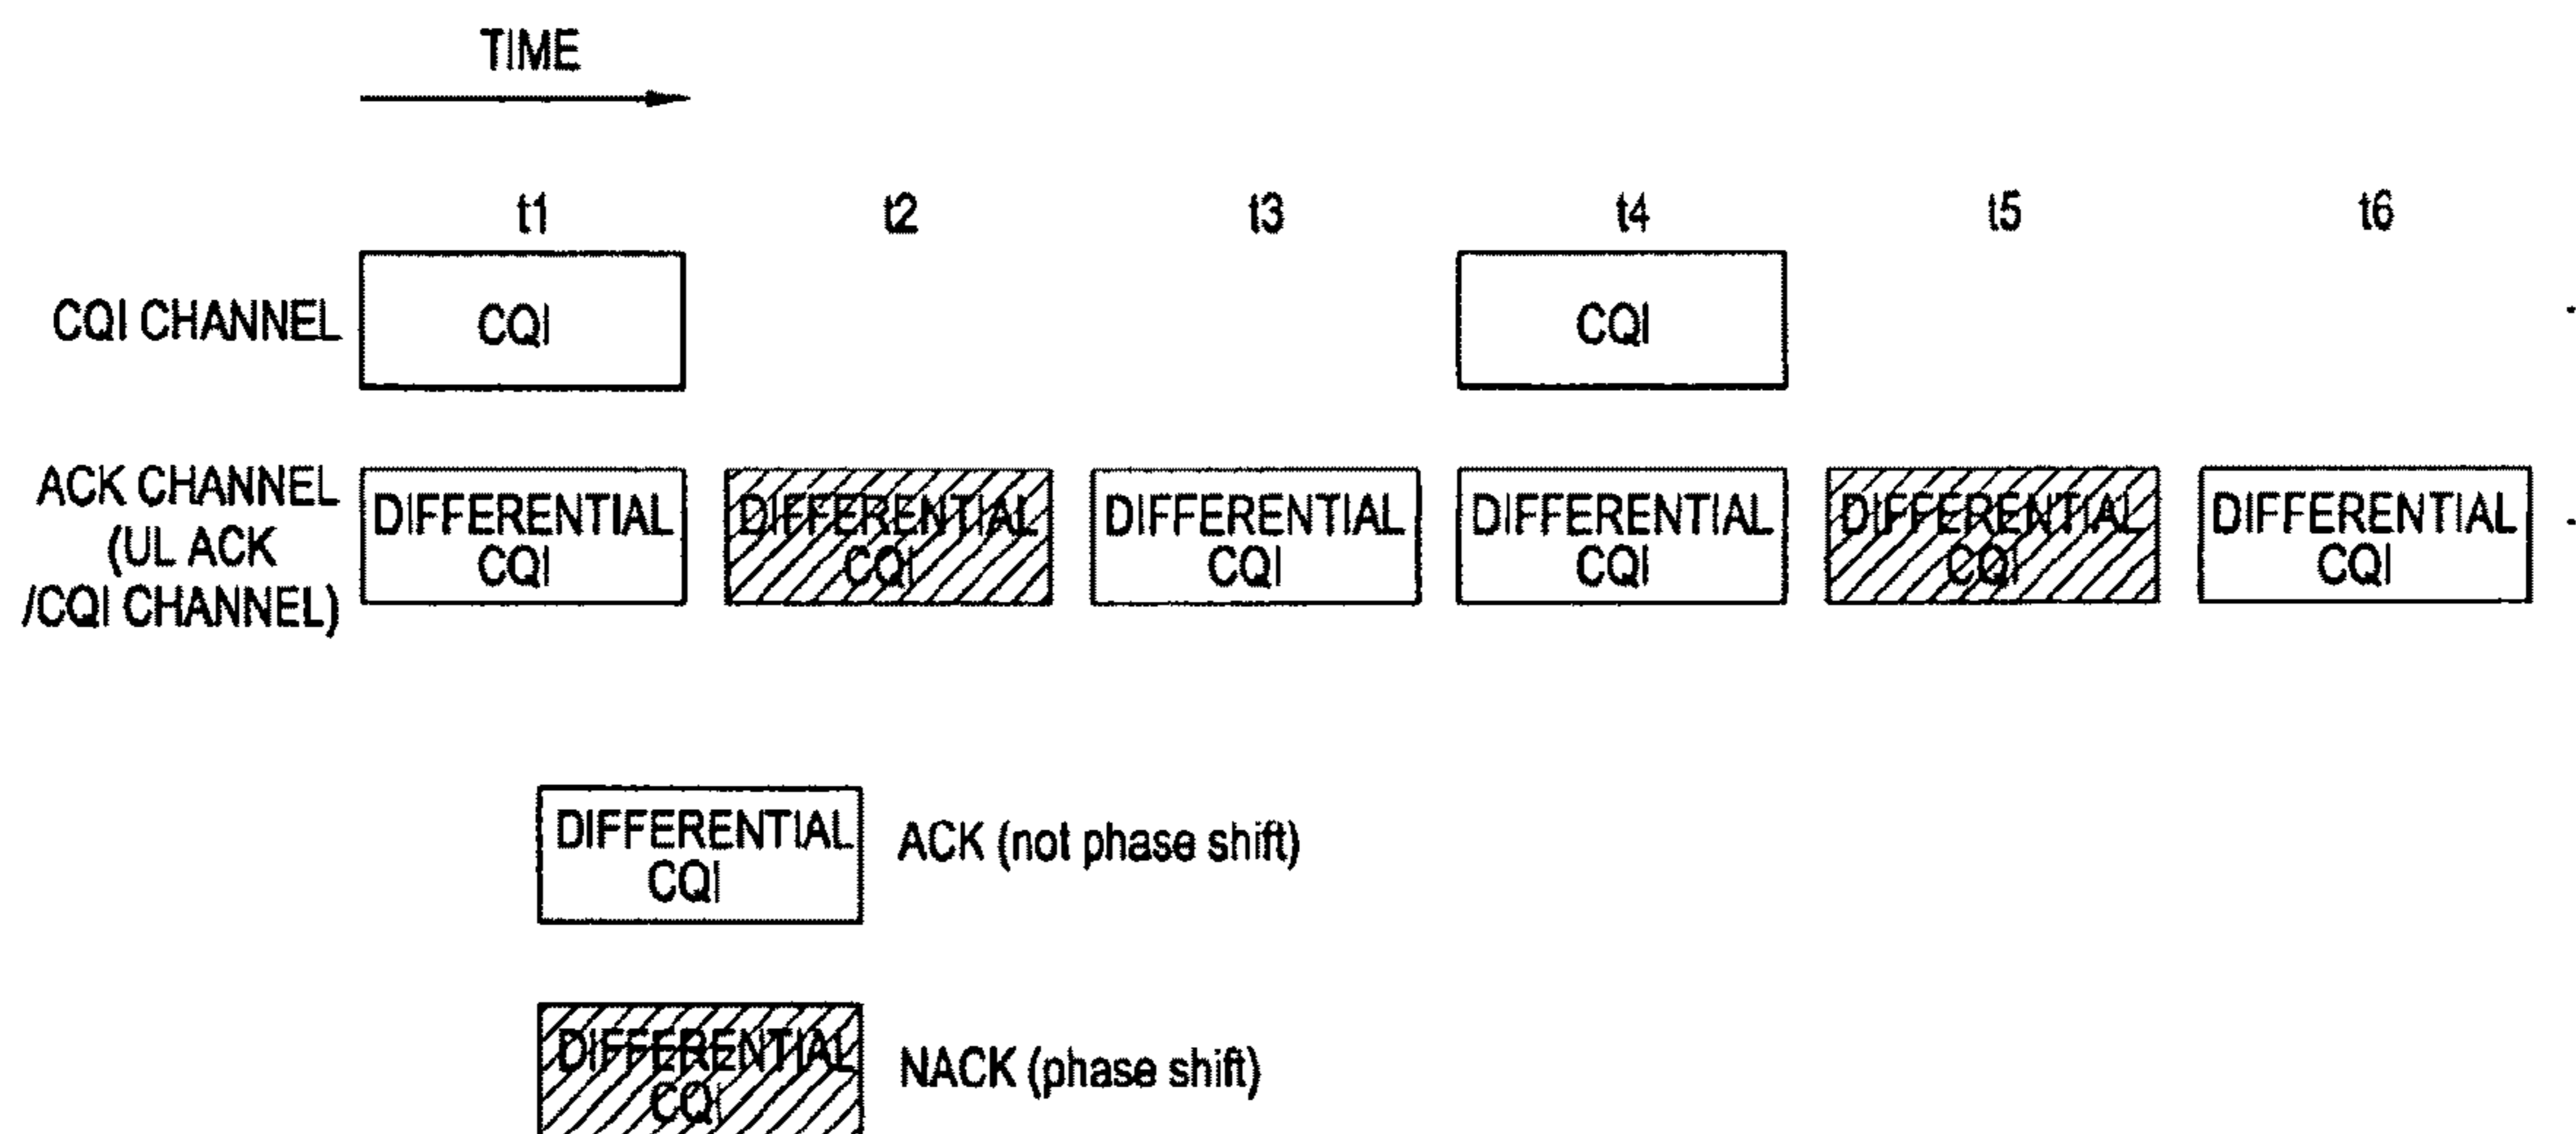 TIME
t1 t2 t3 t4 t5 t6
CQI CHANNEL CQI CQI
ACK CHANNEL
(UL ACK
/CQI CHANNEL)
DIFFERENTIAL
CQI
DIFFERENTIAL
CQI
DIFFERENTIAL
CQI
DIFFERENTIAL
CQI
DIFFERENTIAL
CQI
DIFFERENTIAL
CQI
DIFFERENTIAL
CQI
ACK (not phase shift)
DIFFERENTIAL
CQI
NACK (phase shift)